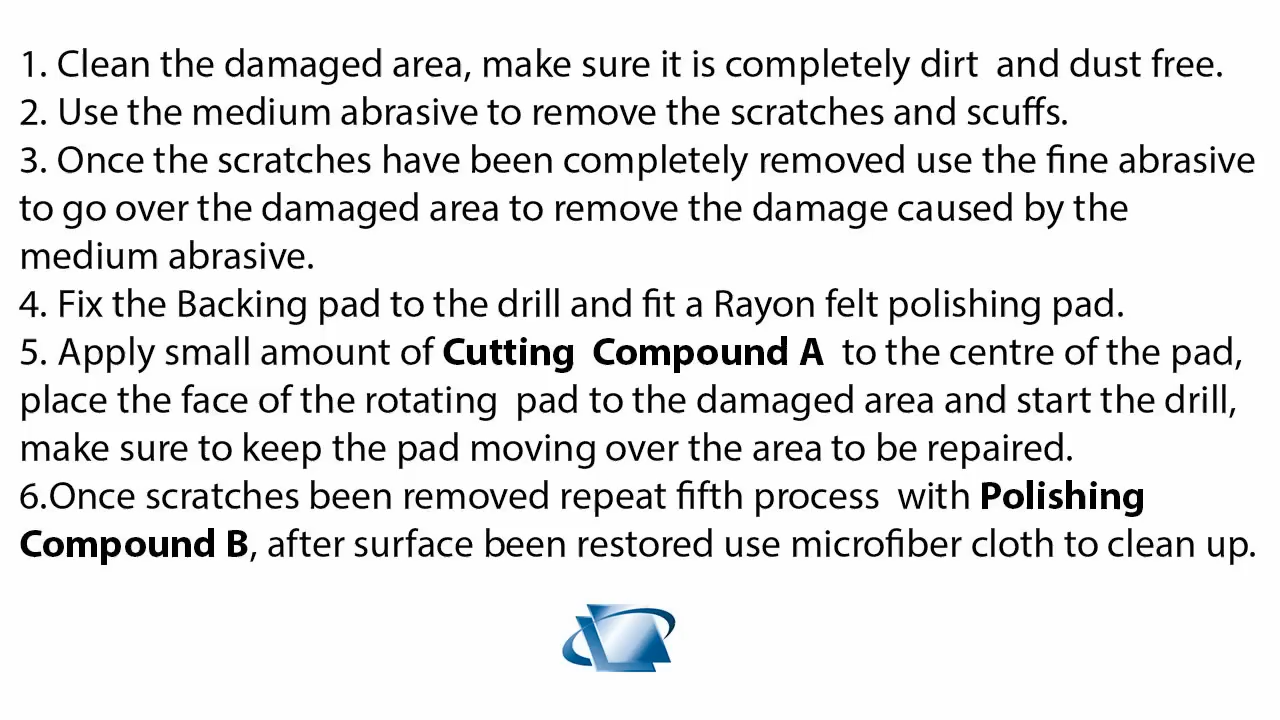 1. Clean the damaged area, make sure it is completely dirt  and dust free.
2. Use the medium abrasive to remove the scratches and scuffs.
3. Once the scratches have been completely removed use the fine abrasive
to go over the damaged area to remove the damage caused by the
medium abrasive.
4. Fix the Backing pad to the drill and fit a Rayon felt polishing pad.
5. Apply small amount of Cutting  Compound A  to the centre of the pad,
place the face of the rotating  pad to the damaged area and start the drill,
make sure to keep the pad moving over the area to be repaired.
6.Once scratches been removed repeat fifth process  with Polishing
Compound B, after surface been restored use microfiber cloth to clean up.